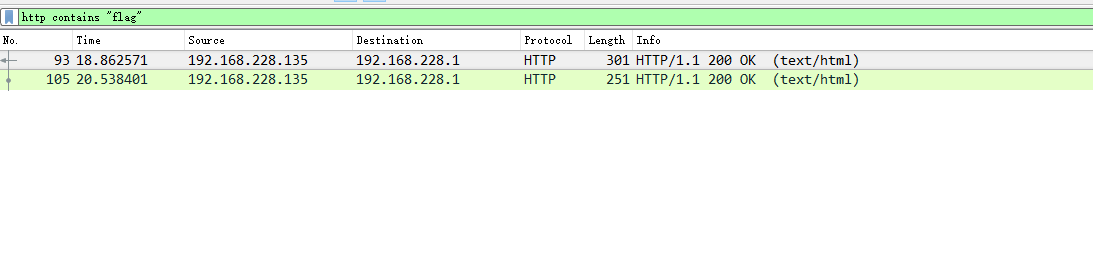 http contains "flag"
No. Time Source Destination Protocol Length Info
93 18.862571 192.168.228.135 192.168.228.1 HTTP 301 HTTP/1.1 200 OK (text/html)
105 20.538401 192.168.228.135 192.168.228.1 HTTP 251 HTTP/1.1 200 OK (text/html)